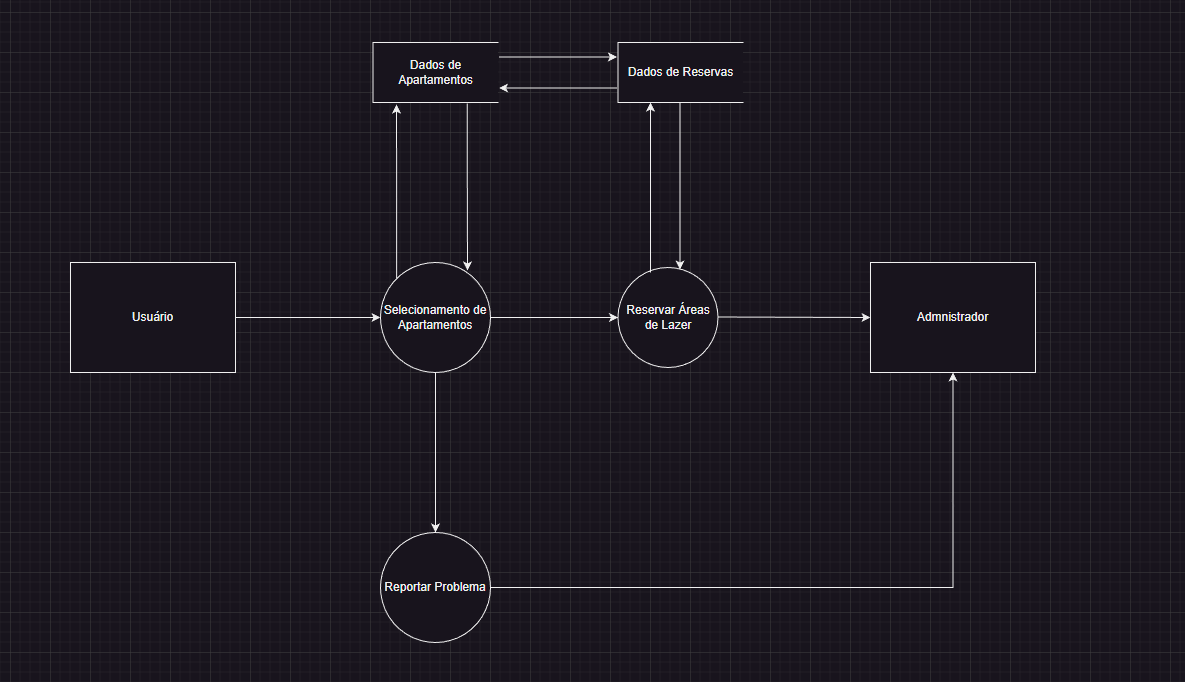 Dados de
Apartamentos
Dados de Reservas
Usuário
Selecionamento de
Apartamentos
Reservar Áreas
de Lazer
Admnistrador
Reportar Problema